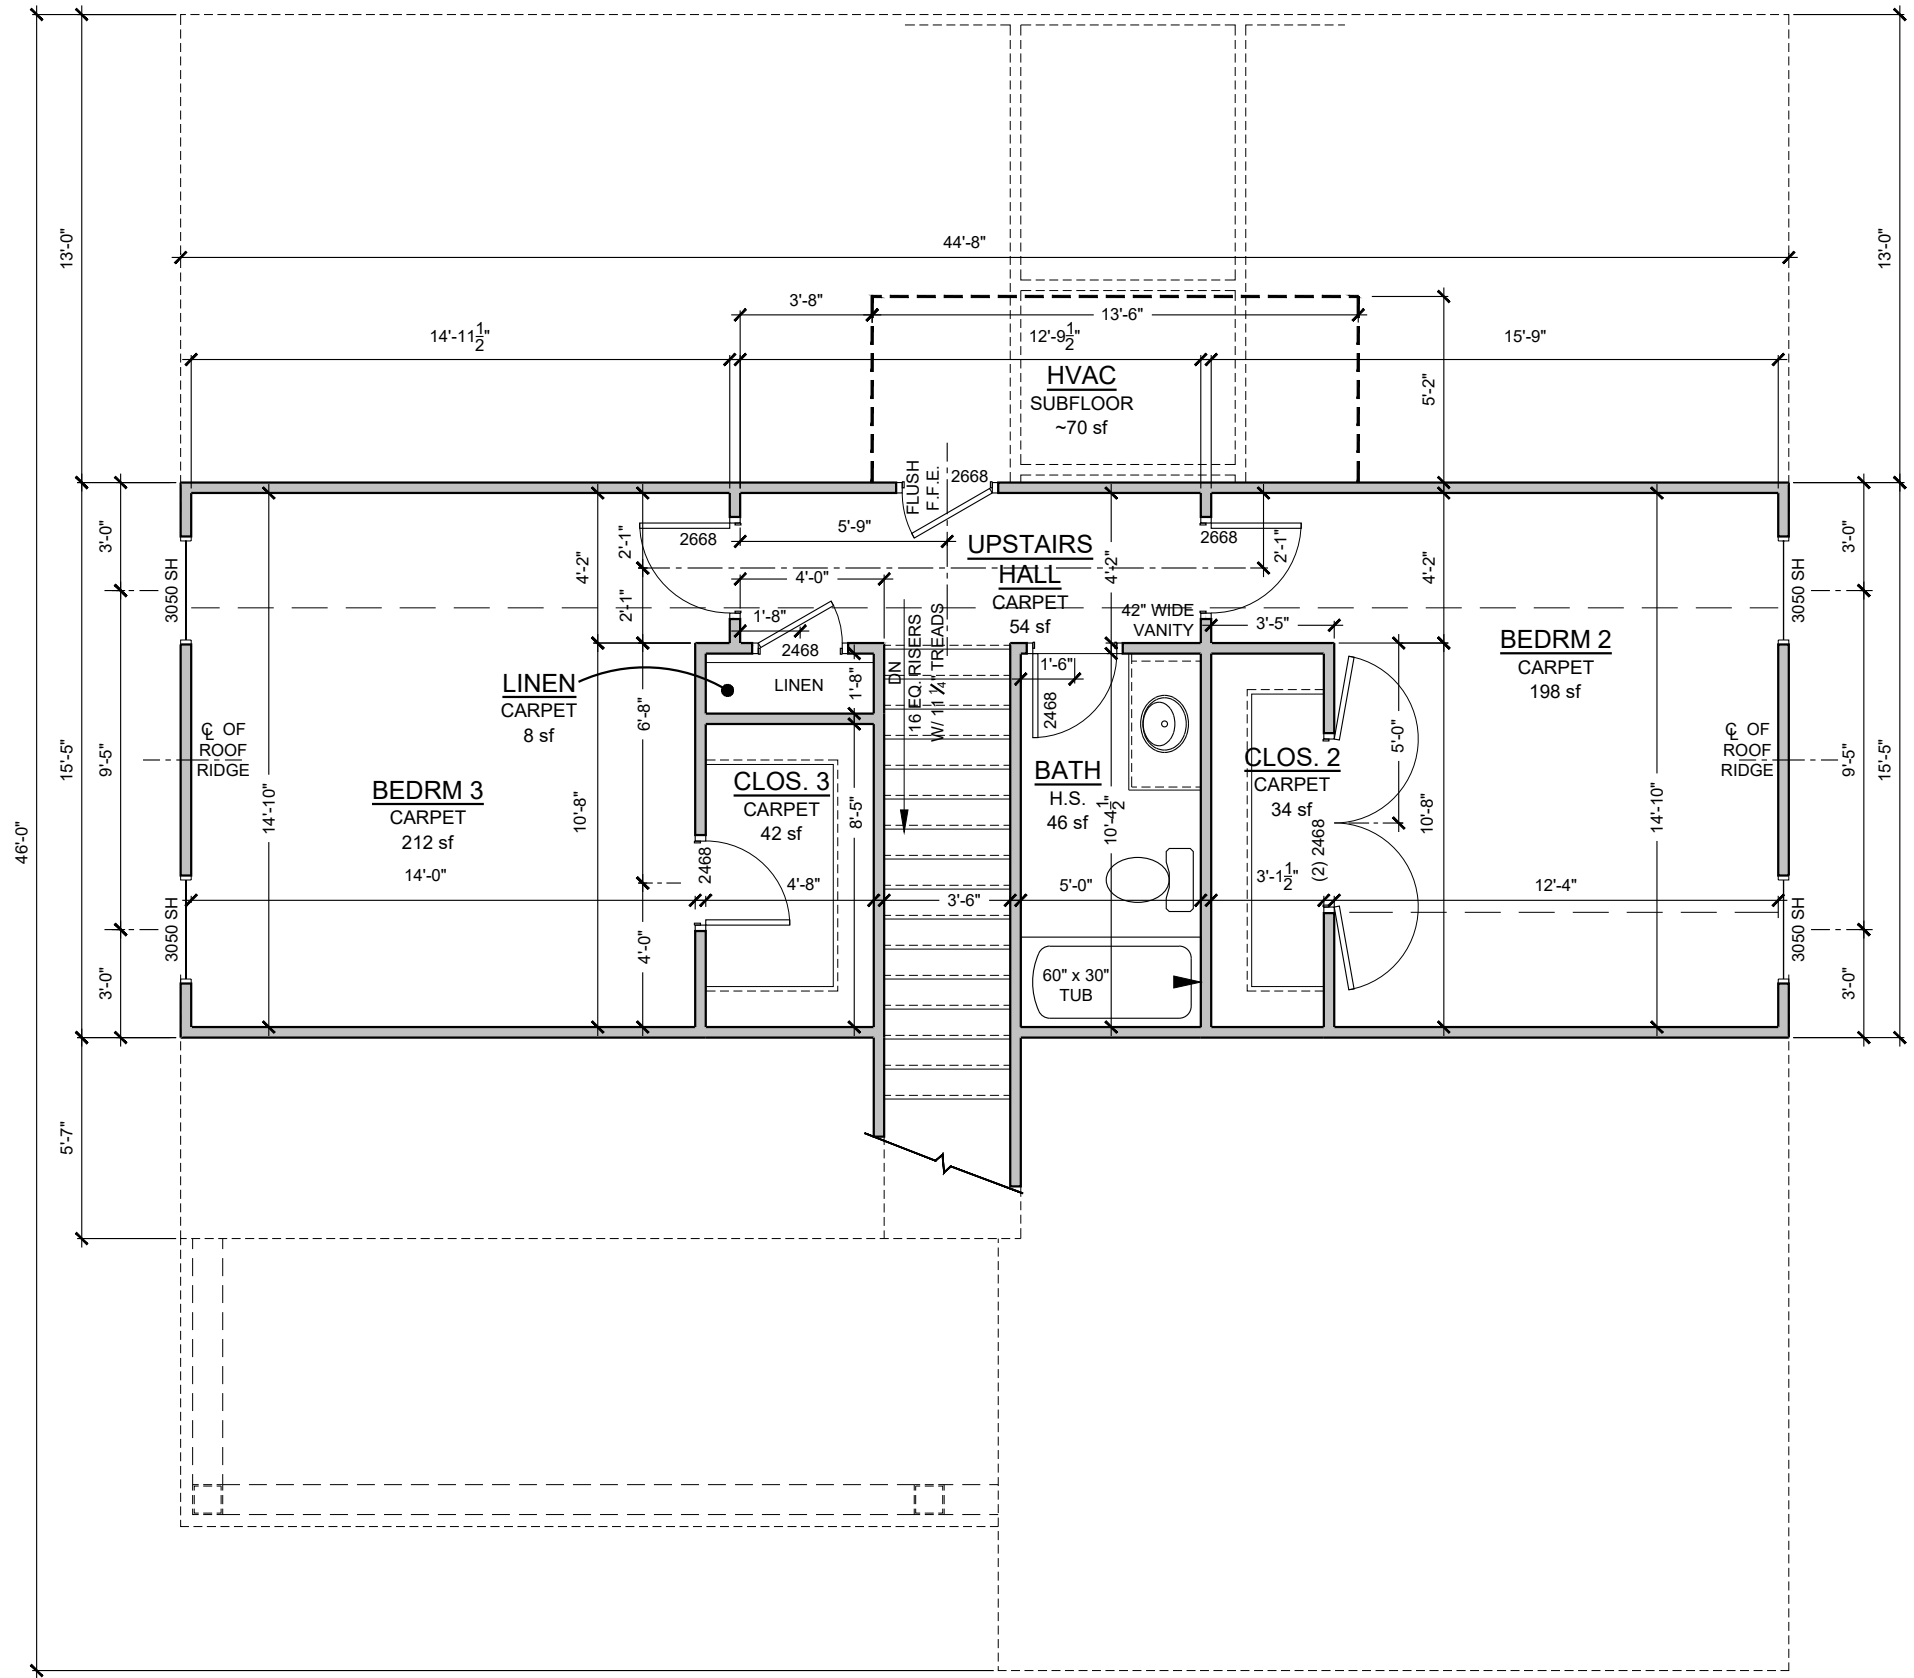 44'-8"
13'-0"
13'-0"
3'-8"
13'-6"
14'-11 1/2"
12'-9 1/2"
15'-9"
HVAC
SUBFLOOR
~70 sf
5'-2"
FLUSH
F.F.E.
2668
3'-0"
4'-2"
2'-1"
2668
5'-9"
UPSTAIRS
HALL
CARPET
54 sf
4'-2"
2668
2'-1"
4'-2"
3'-0"
3050 SH
2'-1"
4'-0"
1'-8"
2468
42" WIDE
VANITY
3'-5"
3050 SH
BEDRM 2
CARPET
198 sf
LINEN
CARPET
8 sf
LINEN
1'-8"
DN
16 EQ. RISERS
W/ 11 ¼" TREADS
1'-6"
2468
6'-8"
℄ OF
ROOF
RIDGE
15'-5"
9'-5"
14'-10"
BEDRM 3
CARPET
212 sf
14'-0"
10'-8"
CLOS. 3
CARPET
42 sf
8'-5"
BATH
H.S.
46 sf
10'-4 1/2"
CLOS. 2
CARPET
34 sf
5'-0"
(2) 2468
10'-8"
14'-10"
℄ OF
ROOF
RIDGE
9'-5"
15'-5"
46'-0"
2468
4'-8"
3'-6"
5'-0"
3'-1 1/2"
12'-4"
3050 SH
3'-0"
4'-0"
60" x 30"
TUB
3050 SH
3'-0"
5'-7"